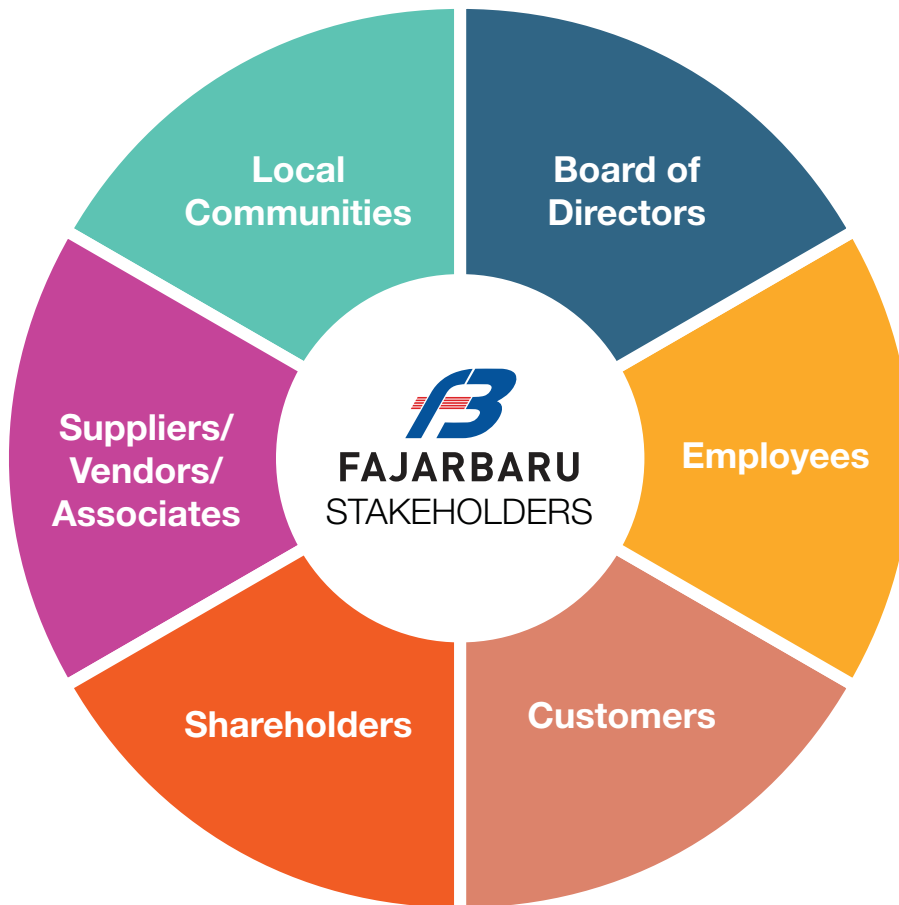 Local
Communities
Board of
Directors
Suppliers/
Vendors/
Associates
FAJARBARU
STAKEHOLDERS
Employees
Shareholders
Customers